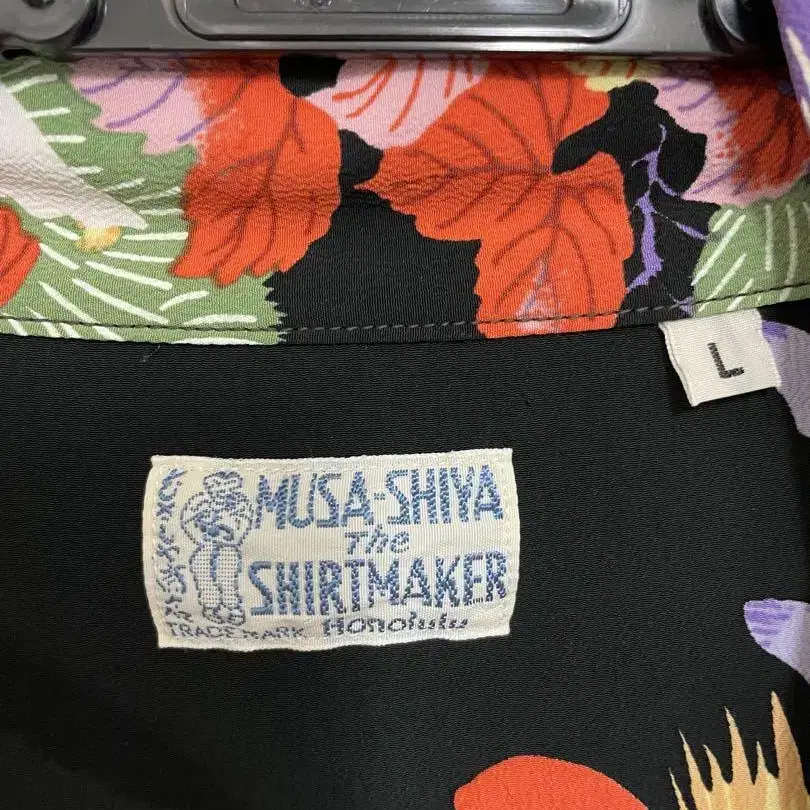 L
MUSA-SHIYA
The
SHIRTMAKER
TRADE MARK Honolulu